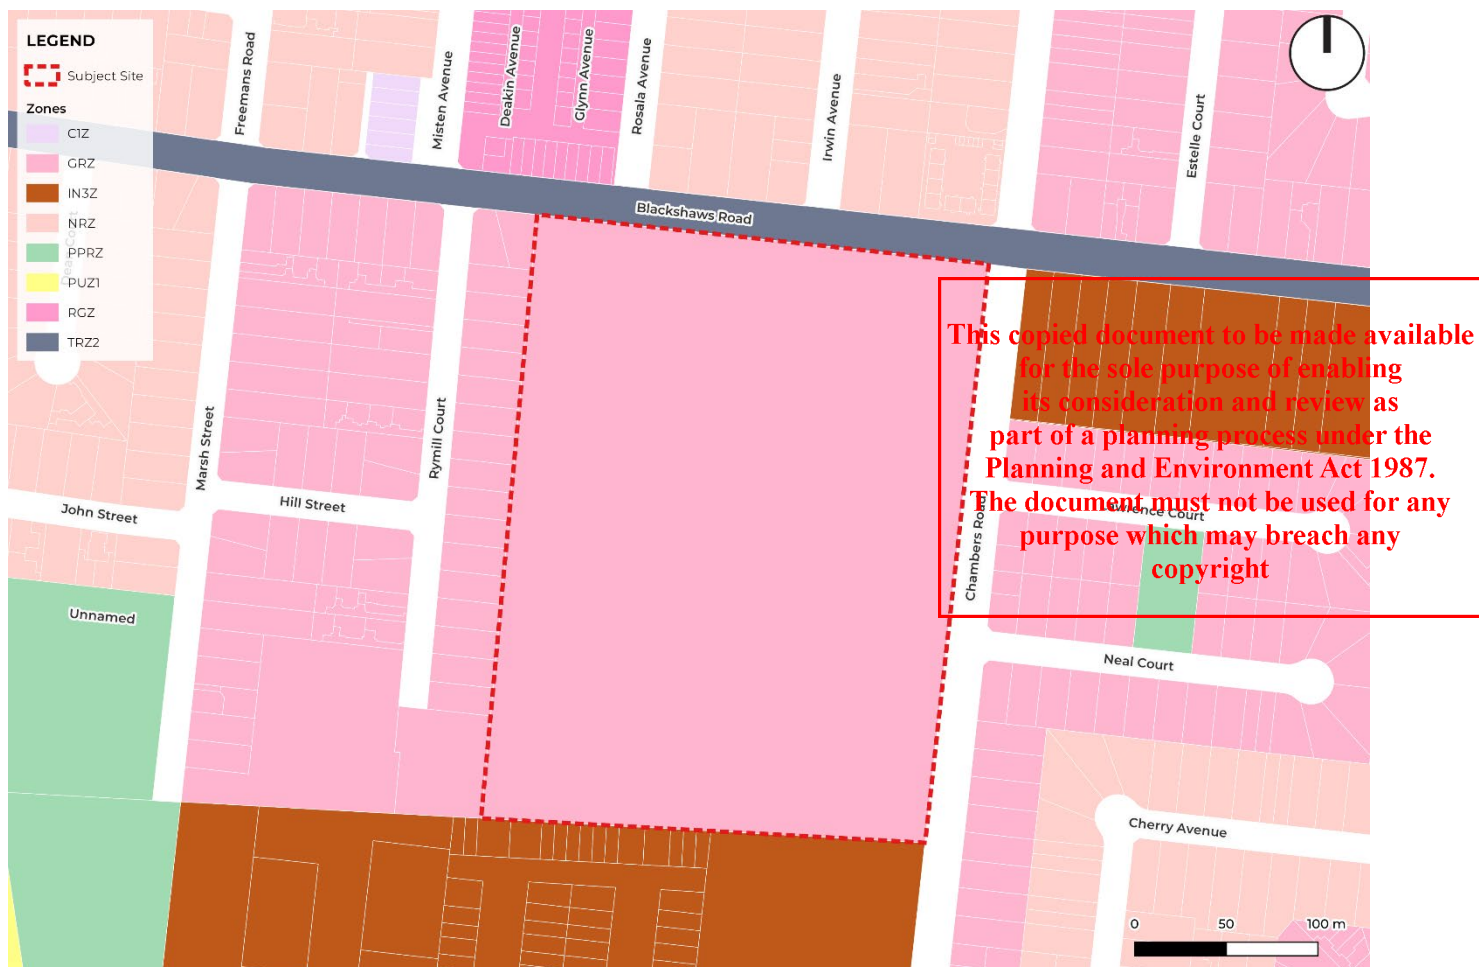 LEGEND
Subject Site
Zones
C1Z
GRZ
IN3Z
NRZ
PPRZ
PUZ1
RGZ
TRZ2
Freemans Road
Misten Avenue
Deakin Avenue
Glynn Avenue
Rosala Avenue
Irwin Avenue
Estelle Court
Blackshaws Road
Marsh Street
Rymill Court
John Street
Hill Street
Unnamed
Chambers Road
Lawrence Court
Neal Court
Cherry Avenue
This copied document to be made available
for the sole purpose of enabling
its consideration and review as
part of a planning process under the
Planning and Environment Act 1987.
The document must not be used for any
purpose which may breach any
copyright
0 50 100 m